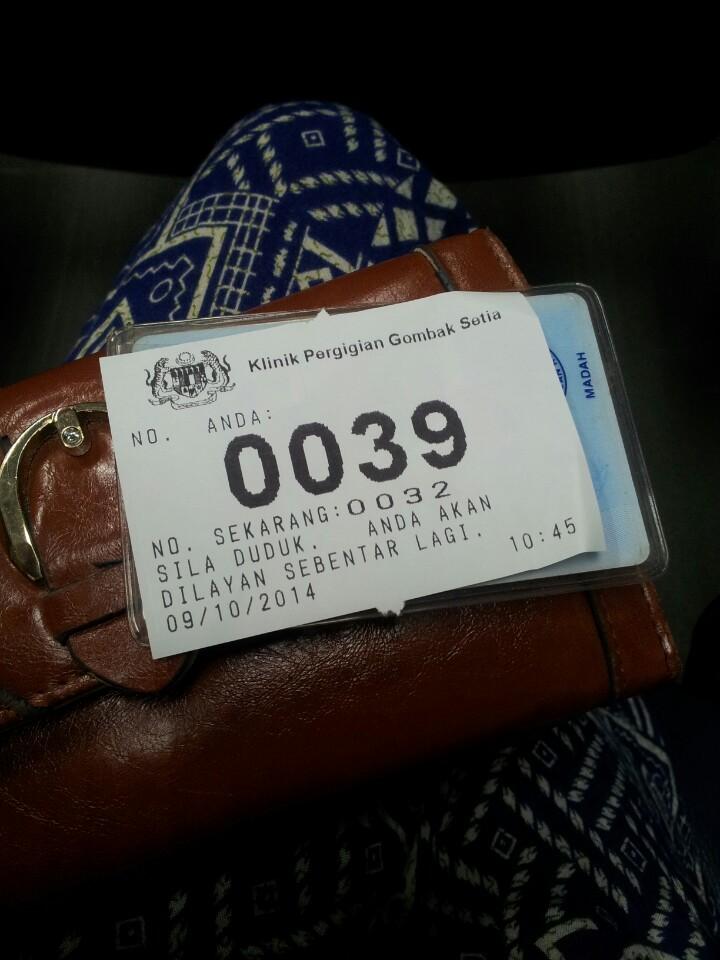 Klinik Pergigian Gombak Setia
NO. ANDA:
0039
NO. SEKARANG:0032
SILA DUDUK. ANDA AKAN
DILAYAN SEBENTAR LAGI.
09/10/2014 10:45
MADAH